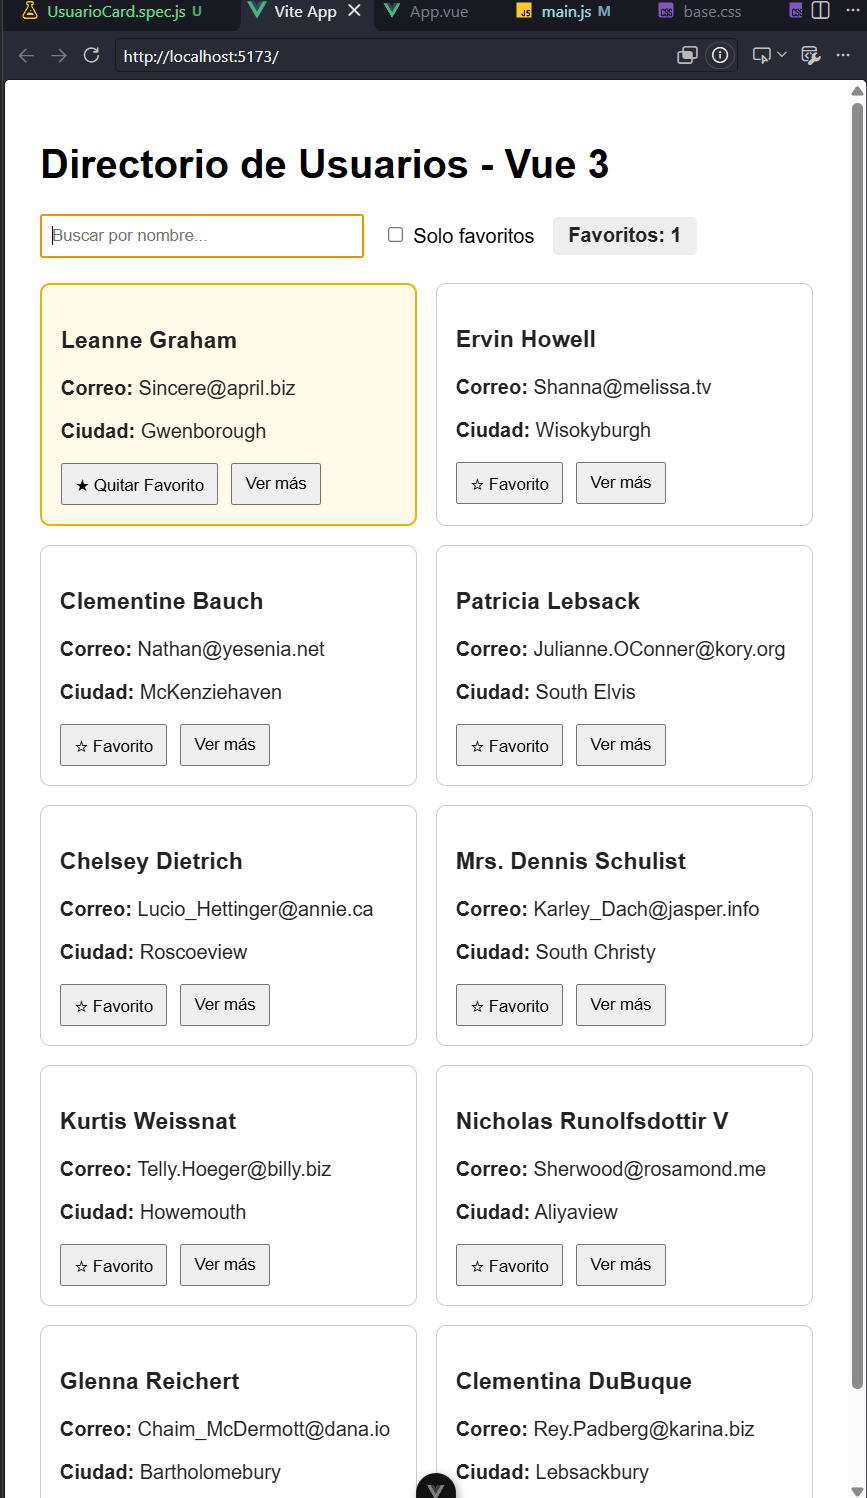 UsuarioCard.spec.js U
Vite App
App.vue
main.js M
base.css
http://localhost:5173/
Directorio de Usuarios - Vue 3
Buscar por nombre...
Solo favoritos
Favoritos: 1
Leanne Graham
Correo: Sincere@april.biz
Ciudad: Gwenborough
★ Quitar Favorito
Ver más
Ervin Howell
Correo: Shanna@melissa.tv
Ciudad: Wisokyburgh
☆ Favorito
Ver más
Clementine Bauch
Correo: Nathan@yesenia.net
Ciudad: McKenziehaven
☆ Favorito
Ver más
Patricia Lebsack
Correo: Julianne.OConner@kory.org
Ciudad: South Elvis
☆ Favorito
Ver más
Chelsey Dietrich
Correo: Lucio_Hettinger@annie.ca
Ciudad: Roscoeview
☆ Favorito
Ver más
Mrs. Dennis Schulist
Correo: Karley_Dach@jasper.info
Ciudad: South Christy
☆ Favorito
Ver más
Kurtis Weissnat
Correo: Telly.Hoeger@billy.biz
Ciudad: Howemouth
☆ Favorito
Ver más
Nicholas Runolfsdottir V
Correo: Sherwood@rosamond.me
Ciudad: Aliyaview
☆ Favorito
Ver más
Glenna Reichert
Correo: Chaim_McDermott@dana.io
Ciudad: Bartholomebury
Clementina DuBuque
Correo: Rey.Padberg@karina.biz
Ciudad: Lebsackbury